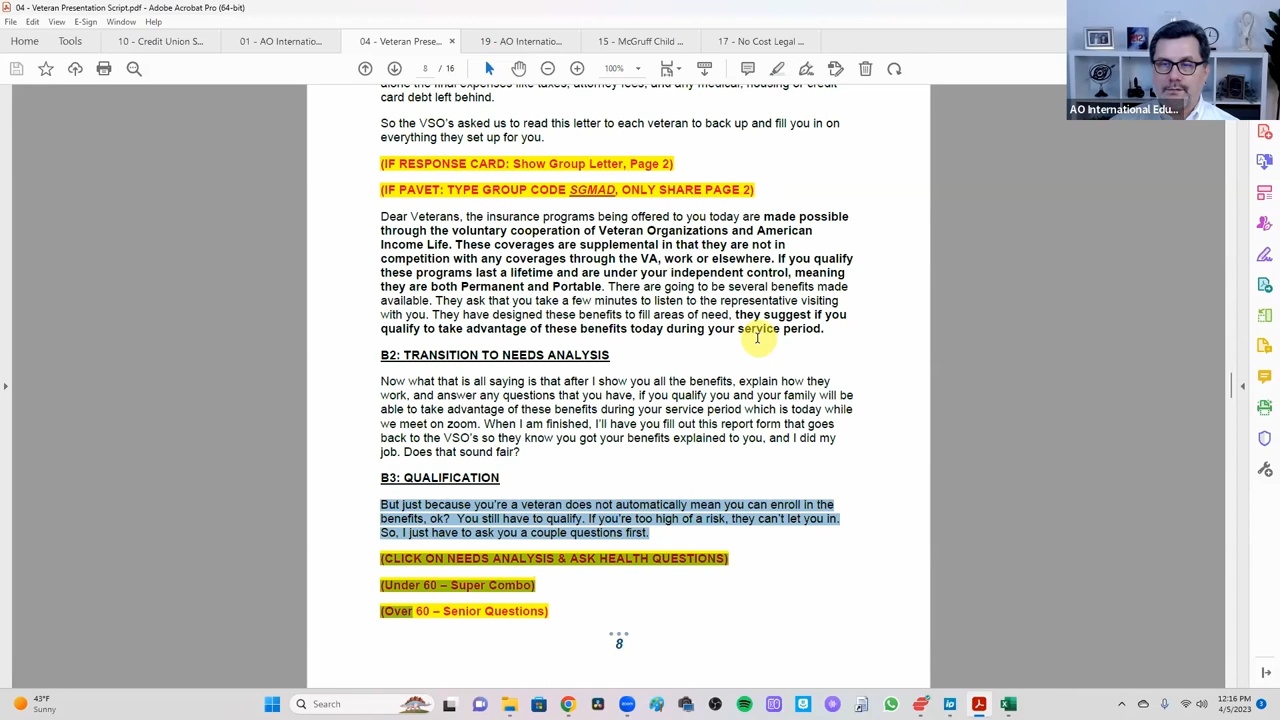 04 - Veteran Presentation Script.pdf - Adobe Acrobat Pro (64-bit)
File Edit View E-Sign Window Help
Home Tools 10 - Credit Union S... 01 - AO Internatio... 04 - Veteran Prese... × 19 - AO Internatio... 15 - McGruff Child ... 17 - No Cost Legal ...
8 / 16 100%
AO International Edu...
alone the final expenses like taxes, attorney fees, and any medical, housing or credit
card debt left behind.
So the VSO's asked us to read this letter to each veteran to back up and fill you in on
everything they set up for you.
(IF RESPONSE CARD: Show Group Letter, Page 2)
(IF PAVET: TYPE GROUP CODE SGMAD, ONLY SHARE PAGE 2)
Dear Veterans, the insurance programs being offered to you today are made possible
through the voluntary cooperation of Veteran Organizations and American
Income Life. These coverages are supplemental in that they are not in
competition with any coverages through the VA, work or elsewhere. If you qualify
these programs last a lifetime and are under your independent control, meaning
they are both Permanent and Portable. There are going to be several benefits made
available. They ask that you take a few minutes to listen to the representative visiting
with you. They have designed these benefits to fill areas of need, they suggest if you
qualify to take advantage of these benefits today during your service period.
B2: TRANSITION TO NEEDS ANALYSIS
Now what that is all saying is that after I show you all the benefits, explain how they
work, and answer any questions that you have, if you qualify you and your family will be
able to take advantage of these benefits during your service period which is today while
we meet on zoom. When I am finished, I'll have you fill out this report form that goes
back to the VSO's so they know you got your benefits explained to you, and I did my
job. Does that sound fair?
B3: QUALIFICATION
But just because you're a veteran does not automatically mean you can enroll in the
benefits, ok? You still have to qualify. If you're too high of a risk, they can't let you in.
So, I just have to ask you a couple questions first.
(CLICK ON NEEDS ANALYSIS & ASK HEALTH QUESTIONS)
(Under 60 – Super Combo)
(Over 60 – Senior Questions)
8
43°F
Sunny
Search
12:16 PM
4/5/2023